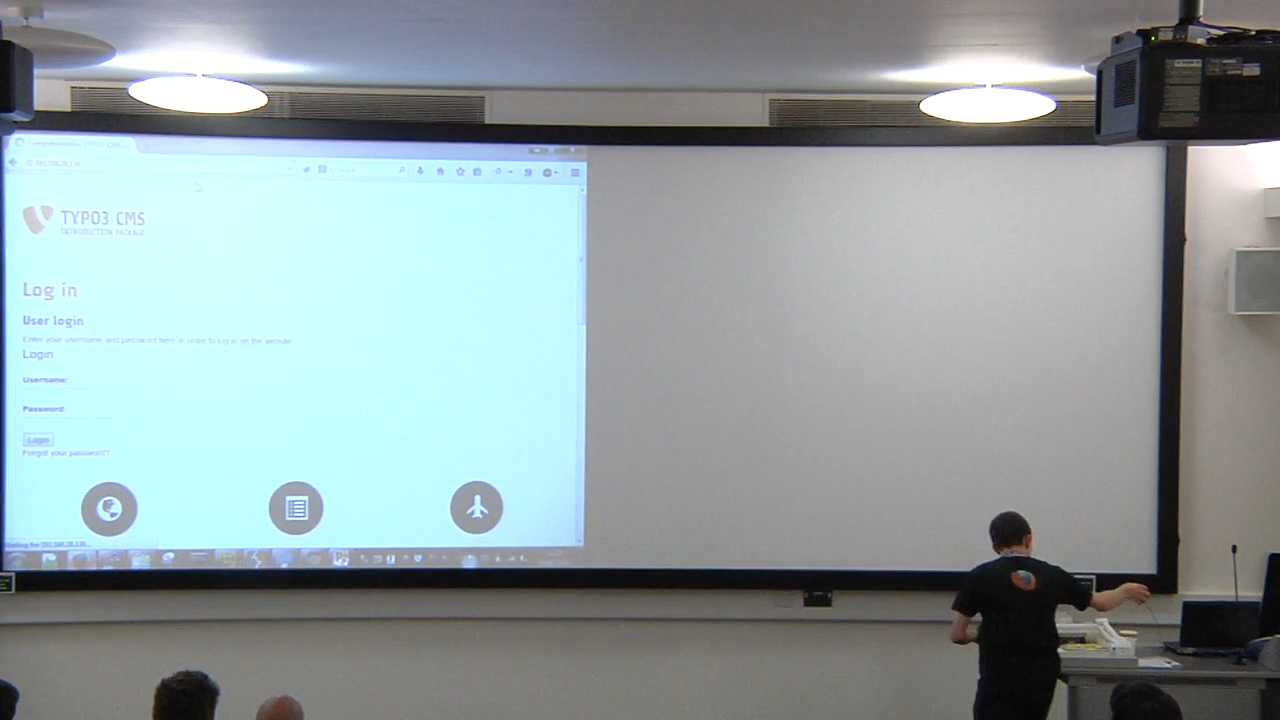 TYPO3 CMS
INTRODUCTION PACKAGE
Log in
User login
Enter your username and password here in order to log in on the website:
Login
Username:
Password:
Login
Forgot your password?